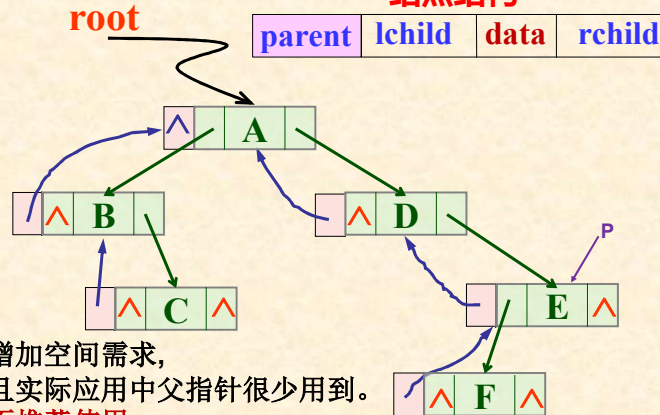 root
parent lchild data rchild
∧ A
∧ B
∧ D
P
∧ C ∧
E ∧
增加空间需求，
且实际应用中父指针很少用到。
∧ F ∧